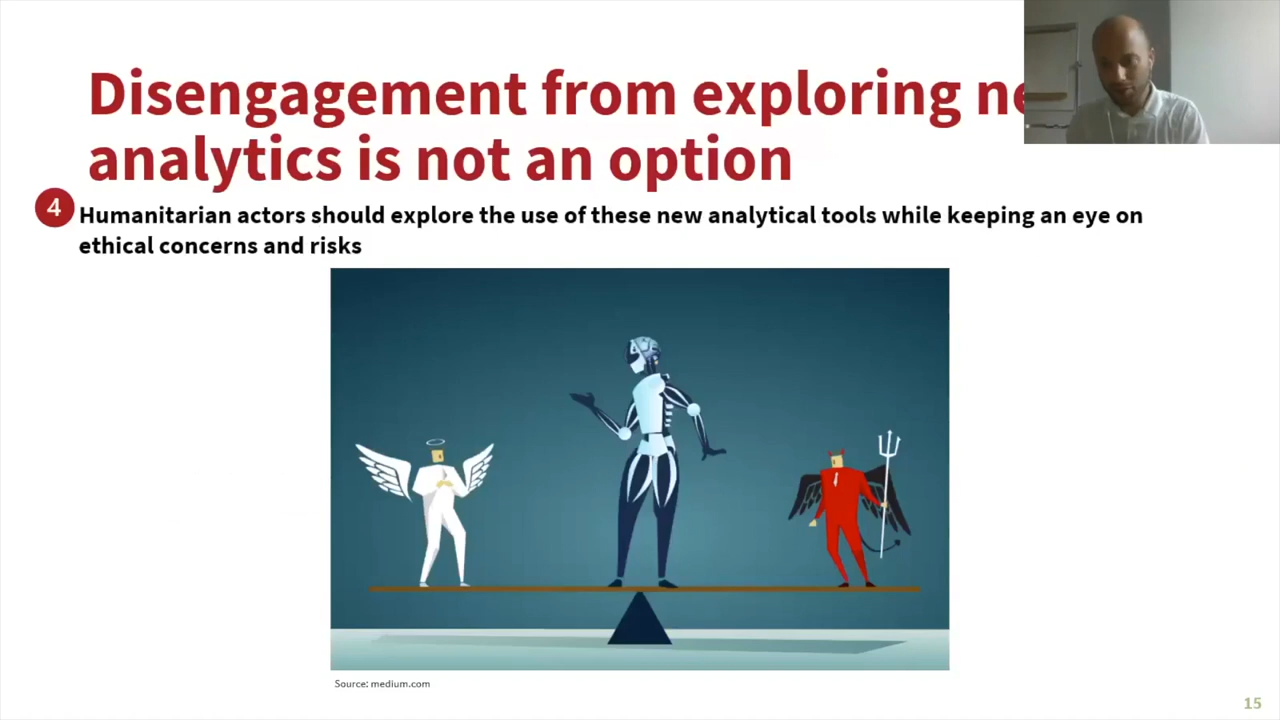 Disengagement from exploring
analytics is not an option
4
Humanitarian actors should explore the use of these new analytical tools while keeping an eye on
ethical concerns and risks
Source: medium.com
15